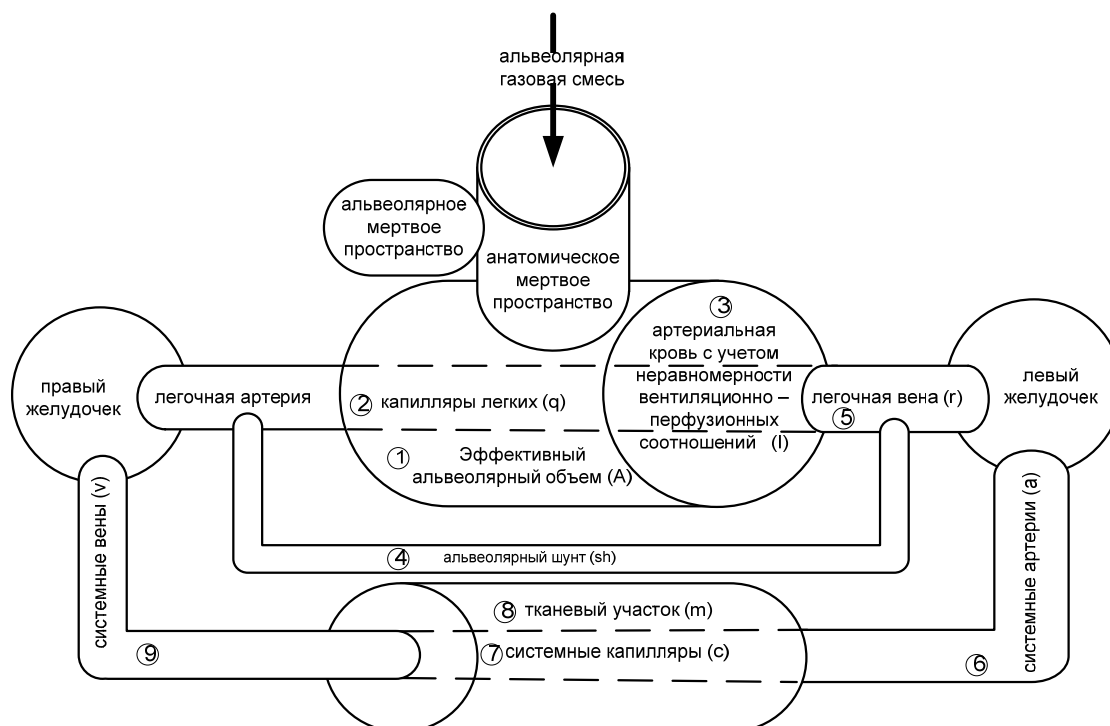 альвеолярная
газовая смесь
альвеолярное
мертвое
пространство
анатомическое
мертвое
пространство
③
артериальная
кровь с учетом
неравномерности
вентиляционно –
перфузионных
соотношений (l)
правый
желудочек
легочная артерия
② капилляры легких (q)
легочная вена (r)
⑤
левый
желудочек
① Эффективный
альвеолярный объем (A)
системные вены (v)
системные артерии (a)
④ альвеолярный шунт (sh)
⑧ тканевый участок (m)
⑦ системные капилляры (c)
⑨
⑥